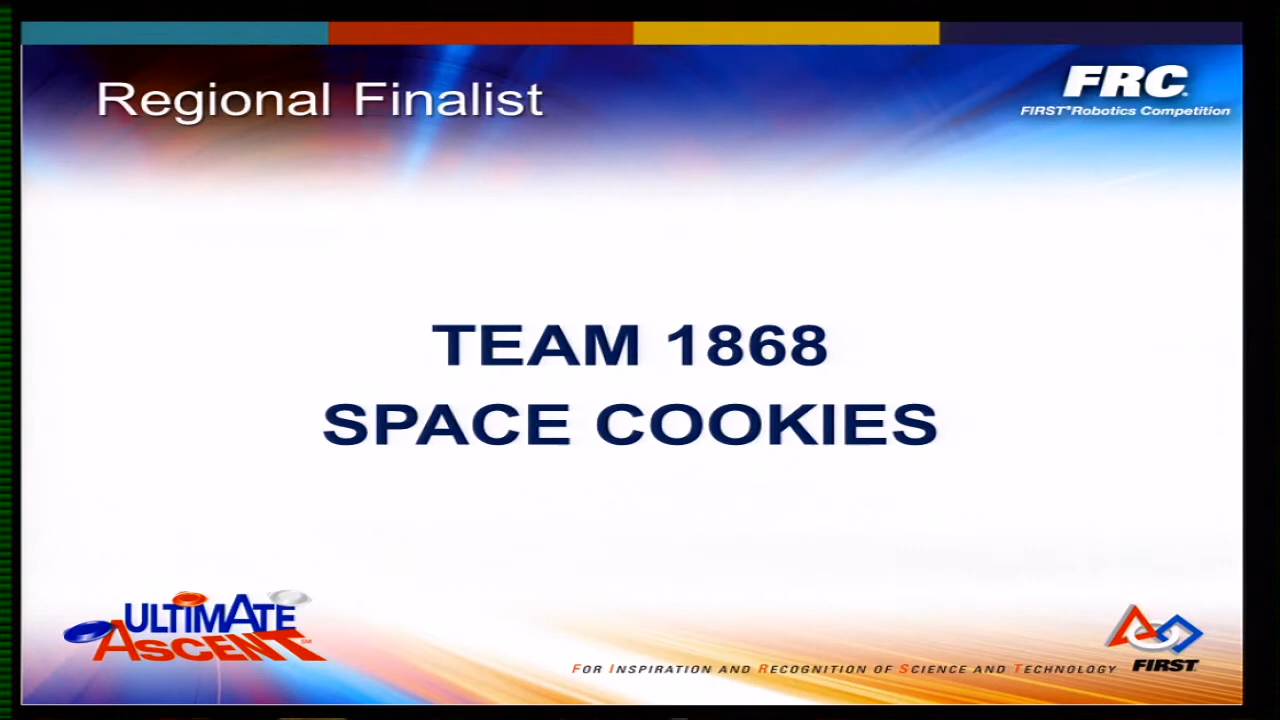 Regional Finalist
FRC
FIRST® Robotics Competition
TEAM 1868
SPACE COOKIES
ULTIMATE
ASCENT℠
FOR INSPIRATION AND RECOGNITION OF SCIENCE AND TECHNOLOGY
FIRST